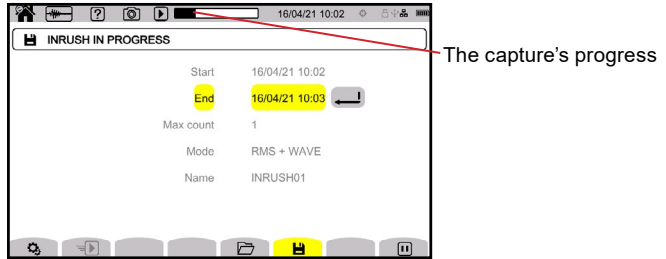 ?
16/04/21 10:02
INRUSH IN PROGRESS
The capture's progress
Start 16/04/21 10:02
End 16/04/21 10:03
Max count 1
Mode RMS + WAVE
Name INRUSH01